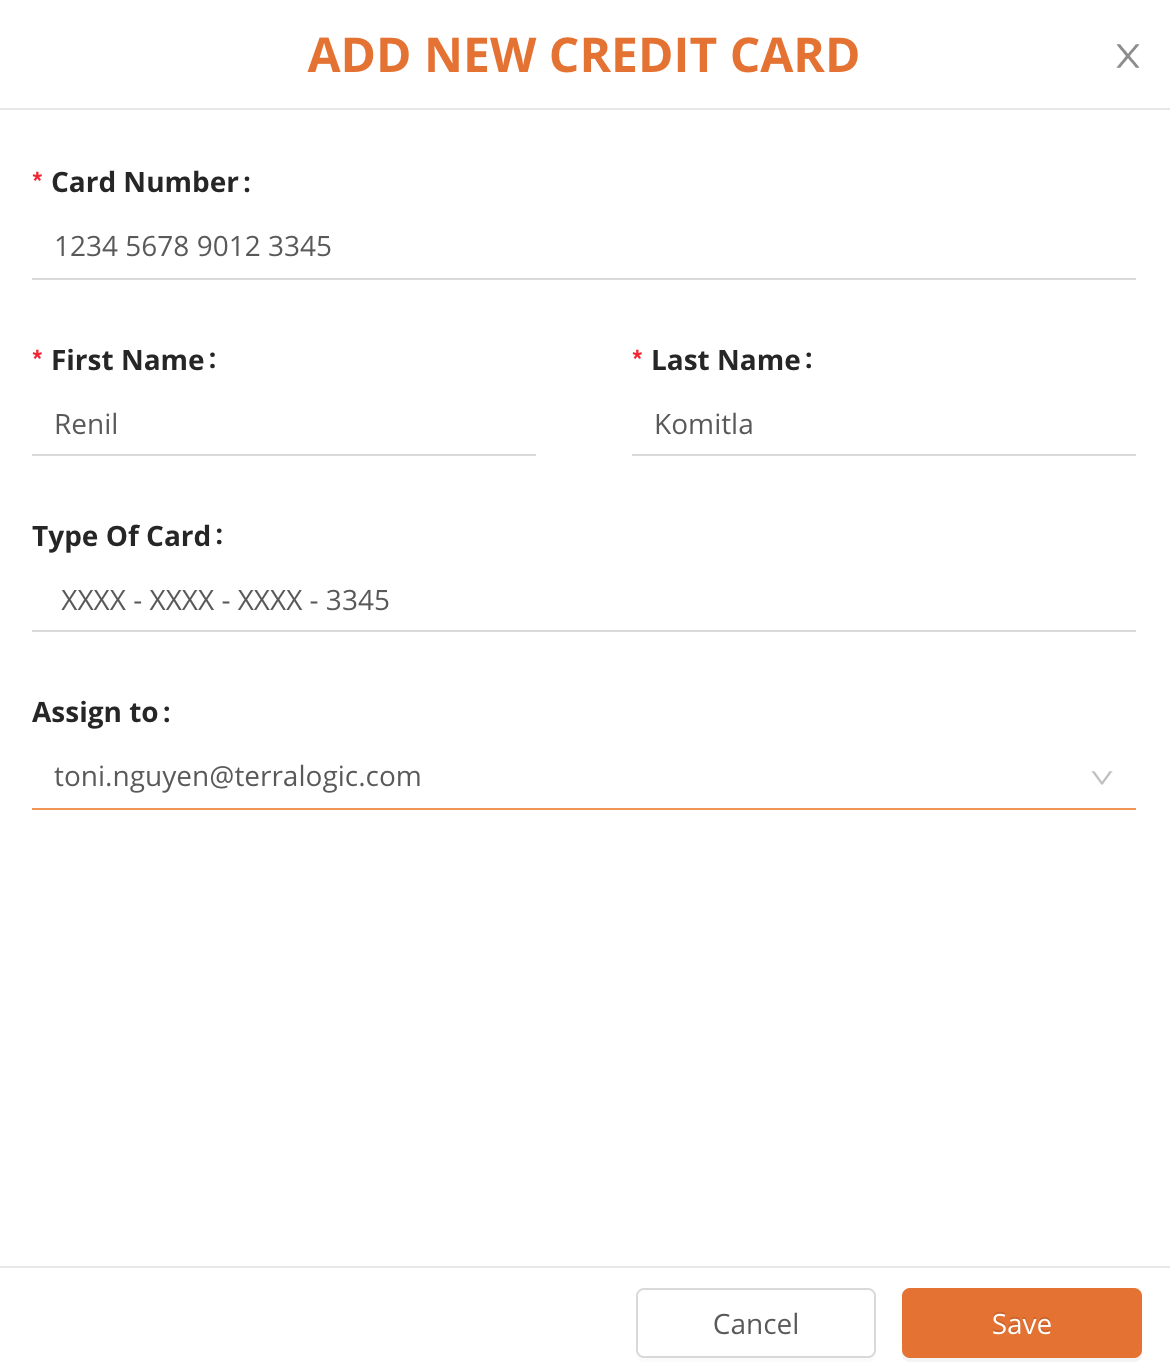 ADD NEW CREDIT CARD
X
* Card Number:
1234 5678 9012 3345
* First Name:
* Last Name:
Renil
Komitla
Type Of Card:
XXXX - XXXX - XXXX - 3345
Assign to:
toni.nguyen@terralogic.com
Cancel
Save